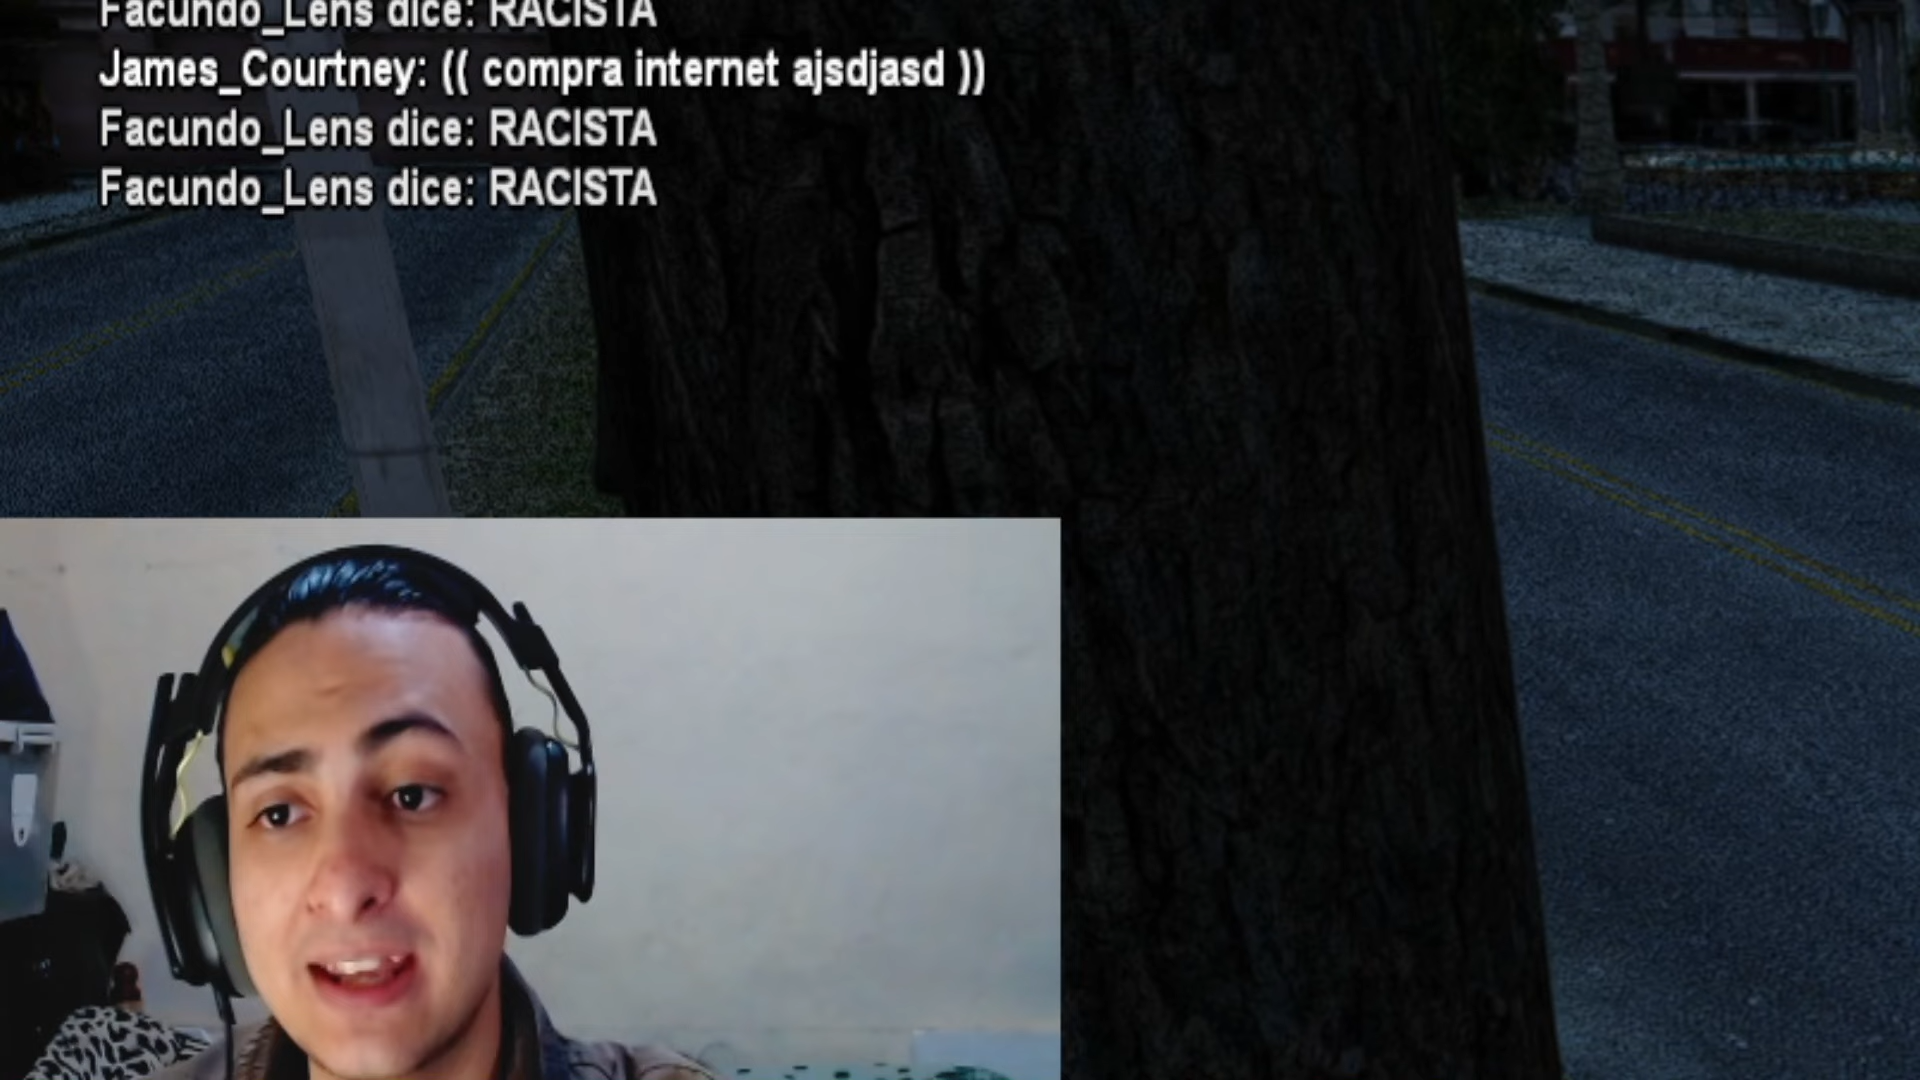 Facundo_Lens dice: RACISTA
James_Courtney: (( compra internet ajsdjasd ))
Facundo_Lens dice: RACISTA
Facundo_Lens dice: RACISTA